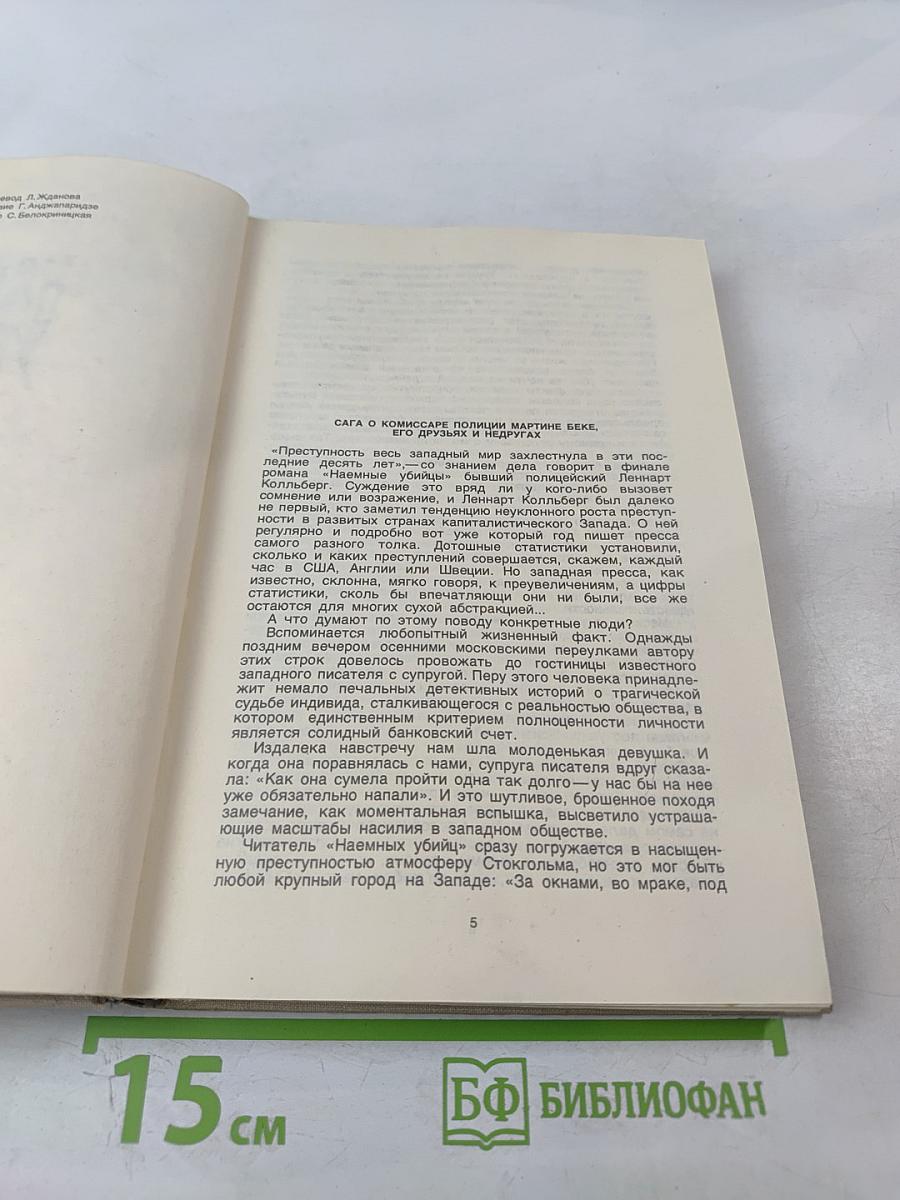 Л. Жданова
Г. Анджапаридзе
С. Белокриницкая
САГА О КОМИССАРЕ ПОЛИЦИИ МАРТИНЕ БЕКЕ,
ЕГО ДРУЗЬЯХ И НЕДРУГАХ
«Преступность весь западный мир захлестнула в эти пос-
ледние десять лет»,— со знанием дела говорит в финале
романа «Наемные убийцы» бывший полицейский Леннарт
Колльберг. Суждение это вряд ли у кого-либо вызовет
сомнение или возражение, и Леннарт Колльберг был далеко
не первый, кто заметил тенденцию неуклонного роста преступ-
ности в развитых странах капиталистического Запада. О ней
регулярно и подробно вот уже который год пишет пресса
самого разного толка. Дотошные статистики установили,
сколько и каких преступлений совершается, скажем, каждый
час в США, Англии или Швеции. Но западная пресса, как
известно, склонна, мягко говоря, к преувеличениям, а цифры
статистики, сколь бы впечатляющи они ни были, все же
остаются для многих сухой абстракцией...
А что думают по этому поводу конкретные люди?
Вспоминается любопытный жизненный факт. Однажды
поздним вечером осенними московскими переулками автору
этих строк довелось провожать до гостиницы известного
западного писателя с супругой. Перу этого человека принадле-
жит немало печальных детективных историй о трагической
судьбе индивида, сталкивающегося с реальностью общества, в
котором единственным критерием полноценности личности
является солидный банковский счет.
Издалека навстречу нам шла молоденькая девушка. И
когда она поравнялась с нами, супруга писателя вдруг сказа-
ла: «Как она сумела пройти одна так долго — у нас бы на нее
уже обязательно напали». И это шутливое, брошенное походя
замечание, как моментальная вспышка, высветило устраша-
ющие масштабы насилия в западном обществе.
Читатель «Наемных убийц» сразу погружается в насыщен-
ную преступностью атмосферу Стокгольма, но это мог быть
любой крупный город на Западе: «За окнами, во мраке, под
5
15 см
БФ БИБЛИОФАН